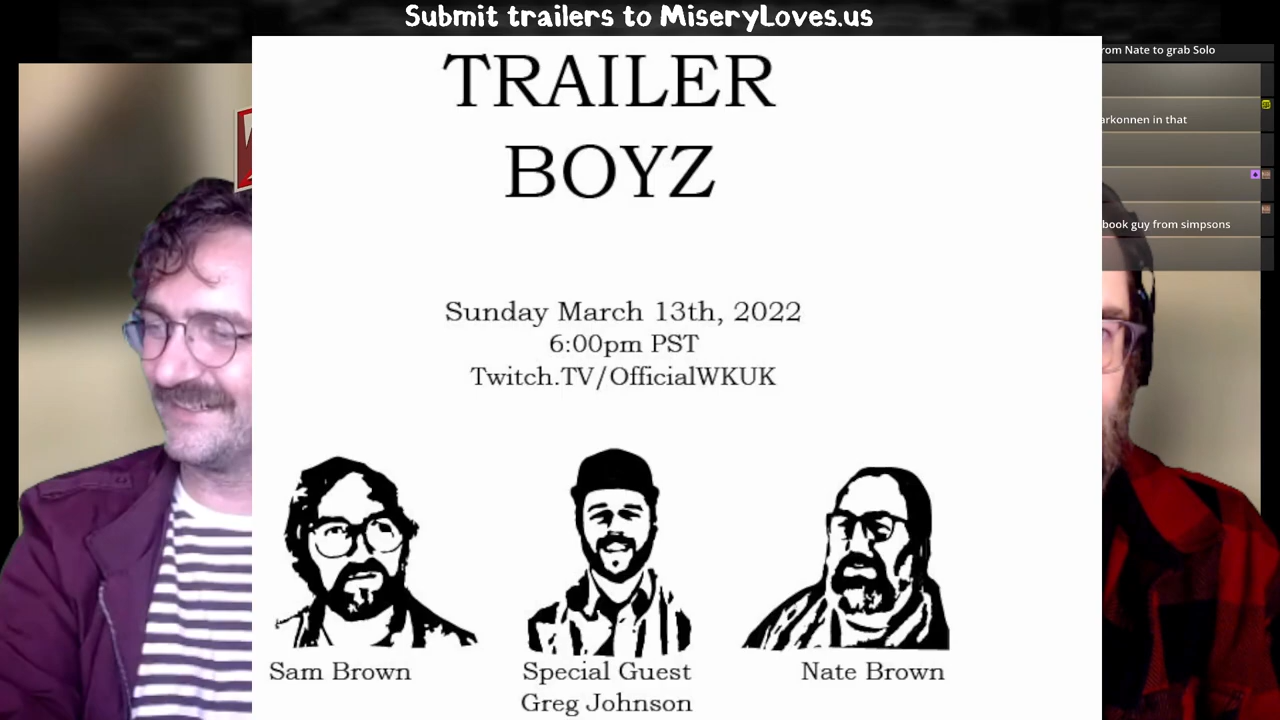 Submit trailers to MiseryLoves.us
TRAILER
BOYZ
Sunday March 13th, 2022
6:00pm PST
Twitch.TV/OfficialWKUK
Sam Brown
Special Guest
Greg Johnson
Nate Brown
from Nate to grab Solo
arkonnen in that
book guy from simpsons